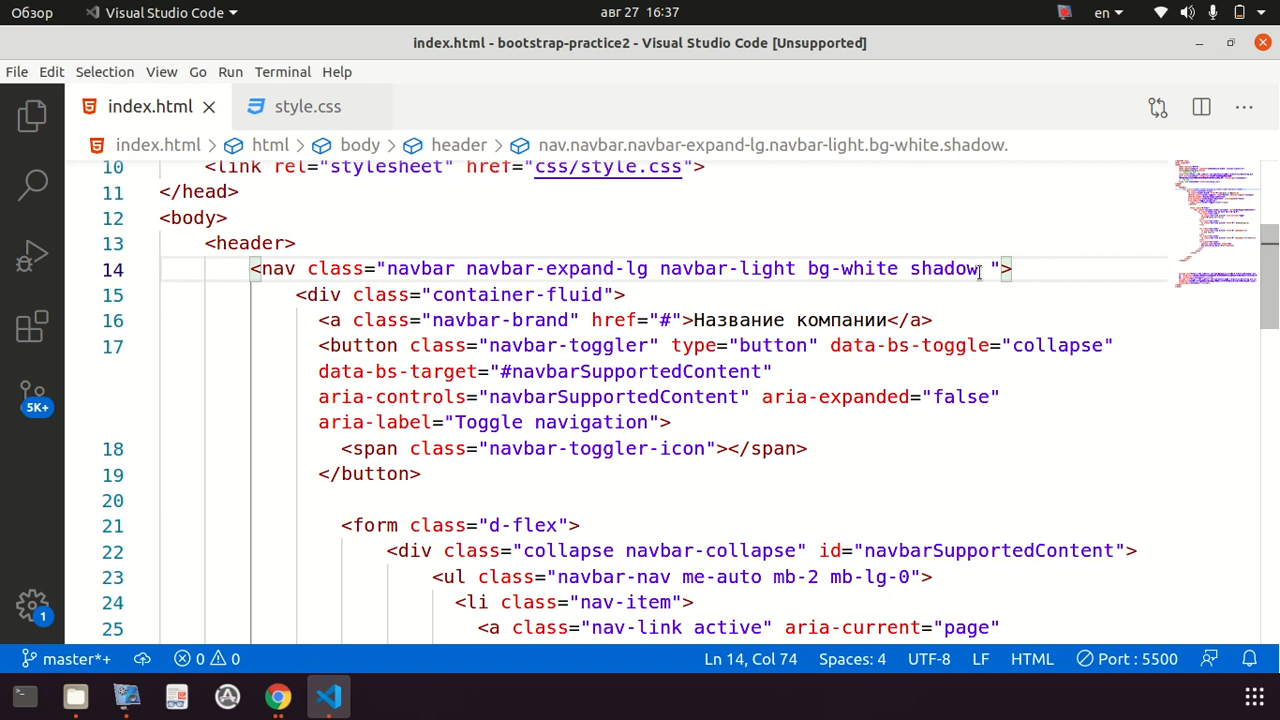 Обзор
Visual Studio Code
авг 27 16:37
en
index.html - bootstrap-practice2 - Visual Studio Code [Unsupported]
File Edit Selection View Go Run Terminal Help
index.html
style.css
index.html > html > body > header > nav.navbar.navbar-expand-lg.navbar-light.bg-white.shadow.
10 <link rel="stylesheet" href="css/style.css">
11 </head>
12 <body>
13 <header>
14 <nav class="navbar navbar-expand-lg navbar-light bg-white shadow ">
15 <div class="container-fluid">
16 <a class="navbar-brand" href="#">Название компании</a>
17 <button class="navbar-toggler" type="button" data-bs-toggle="collapse"
data-bs-target="#navbarSupportedContent"
aria-controls="navbarSupportedContent" aria-expanded="false"
aria-label="Toggle navigation">
18 <span class="navbar-toggler-icon"></span>
19 </button>
20
21 <form class="d-flex">
22 <div class="collapse navbar-collapse" id="navbarSupportedContent">
23 <ul class="navbar-nav me-auto mb-2 mb-lg-0">
24 <li class="nav-item">
25 <a class="nav-link active" aria-current="page"
5K+
1
master*+
0 0
Ln 14, Col 74
Spaces: 4
UTF-8
LF
HTML
Port : 5500